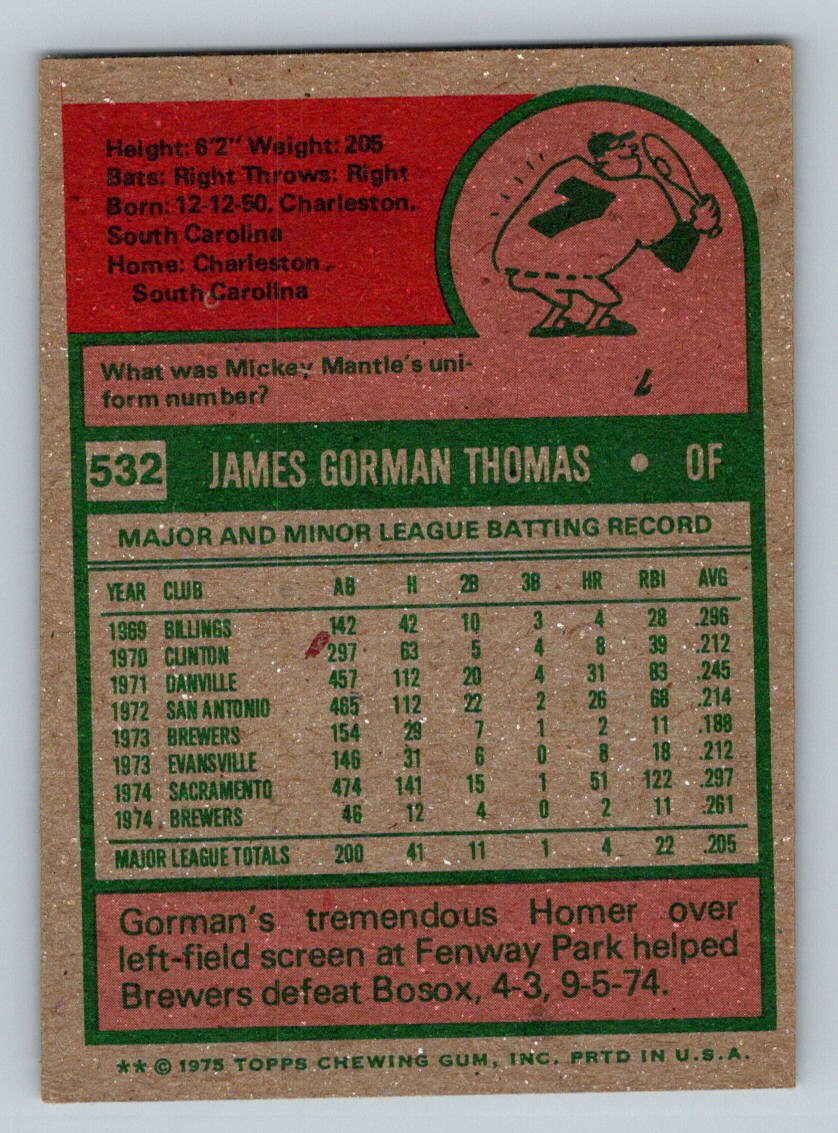 Height: 6'2" Weight: 205
Bats: Right Throws: Right
Born: 12-12-50, Charleston,
South Carolina
Home: Charleston,
South Carolina
7
What was Mickey Mantle's uni-
form number?
7
532 JAMES GORMAN THOMAS • OF
MAJOR AND MINOR LEAGUE BATTING RECORD
YEAR CLUB AB H 2B 3B HR RBI AVG
1969 BILLINGS 142 42 10 3 4 28 .296
1970 CLINTON 297 63 5 4 8 39 .212
1971 DANVILLE 457 112 20 4 31 83 .245
1972 SAN ANTONIO 465 112 22 2 26 68 .214
1973 BREWERS 154 29 7 1 2 11 .188
1973 EVANSVILLE 146 31 6 0 8 18 .212
1974 SACRAMENTO 474 141 15 1 51 122 .297
1974 BREWERS 46 12 4 0 2 11 .261
MAJOR LEAGUE TOTALS 200 41 11 1 4 22 .205
Gorman's tremendous Homer over
left-field screen at Fenway Park helped
Brewers defeat Bosox, 4-3, 9-5-74.
** © 1975 TOPPS CHEWING GUM, INC. PRTD IN U.S.A.